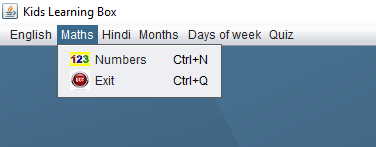 Kids Learning Box
English Maths Hindi Months Days of week Quiz
123 Numbers Ctrl+N
EXIT Exit Ctrl+Q